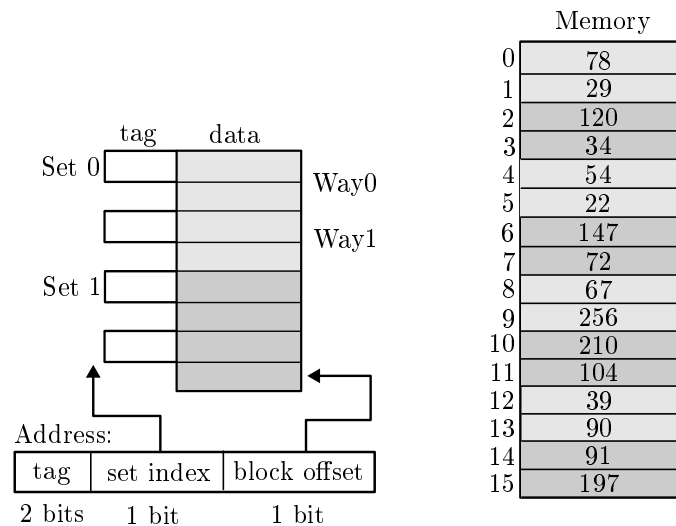 tag data
Set 0
Way0
Way1
Set 1
Address:
tag set index block offset
2 bits 1 bit 1 bit
Memory
0 78
1 29
2 120
3 34
4 54
5 22
6 147
7 72
8 67
9 256
10 210
11 104
12 39
13 90
14 91
15 197